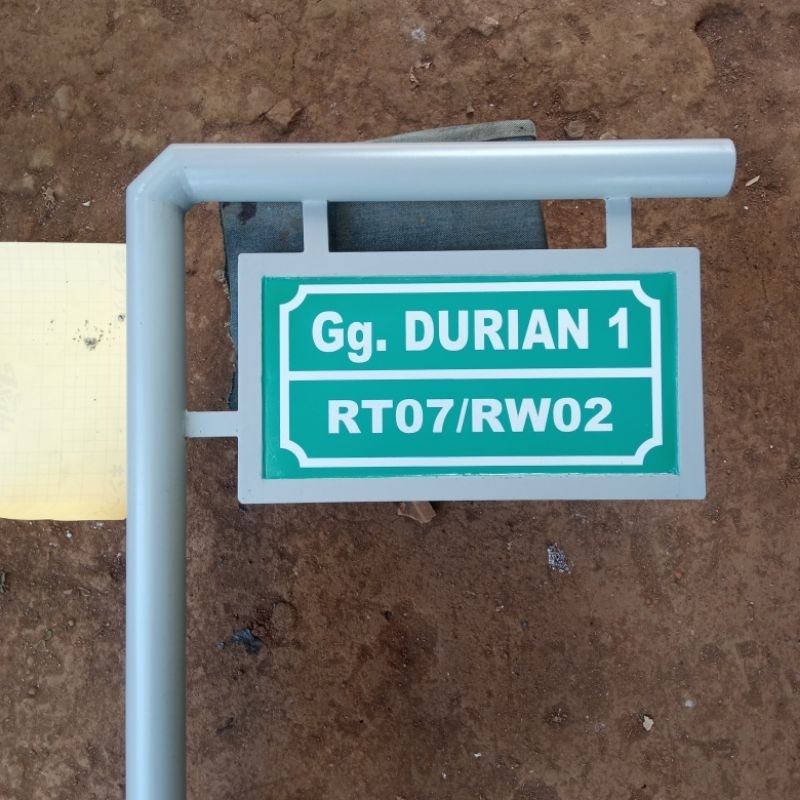 Gg. DURIAN 1
RT07/RW02